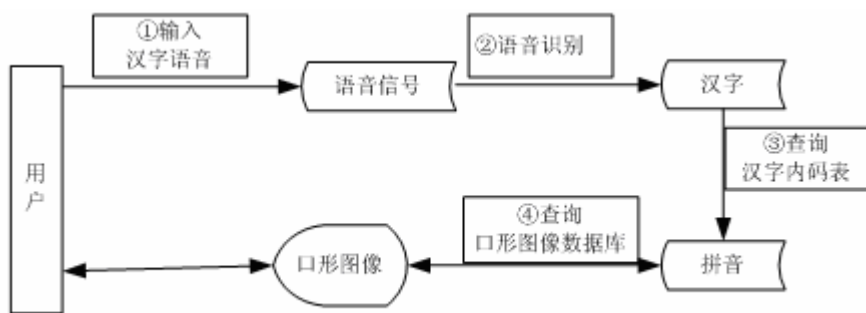 ①输入
汉字语音
②语音识别
语音信号
汉字
用
户
③查询
汉字内码表
④查询
口形图像数据库
口形图像
拼音